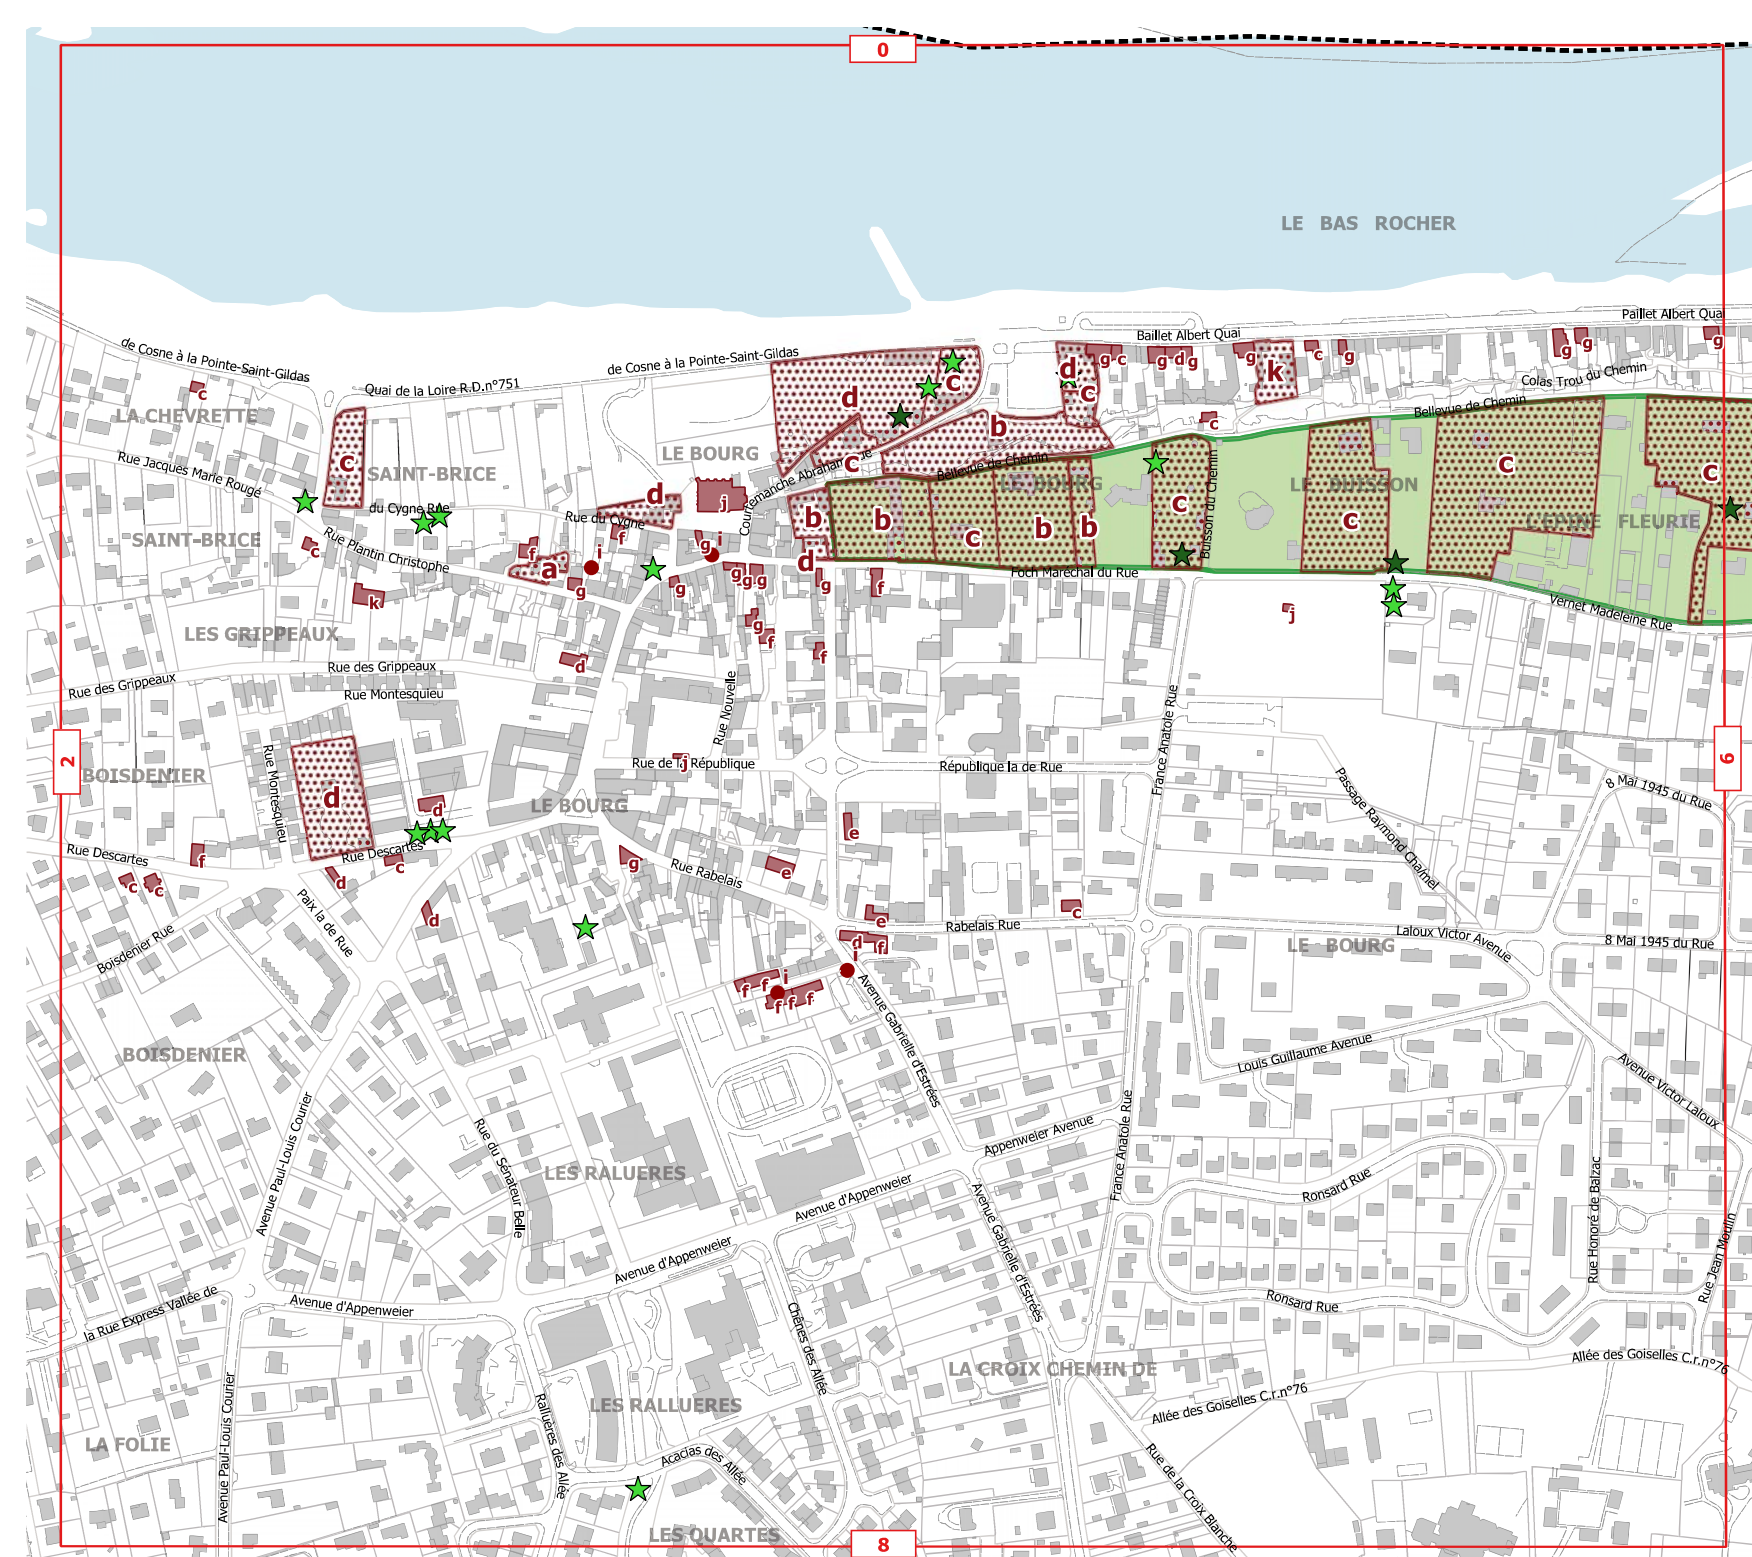 0
LE BAS ROCHER
Paillet Albert Quai
Baillet Albert Quai
de Cosne à la Pointe-Saint-Gildas
de Cosne à la Pointe-Saint-Gildas
g
g
g
g
c
g
d
g
g
k
c
g
d
c
Quai de la Loire R.D.n°751
c
d
c
Colas Trou du Chemin
Bellevue de Chemin
LA CHEVRETTE
b
c
LE BOURG
Rue Jacques Marie Rougé
c
SAINT-BRICE
Courtemanche Abraham Rue
c
Bellevue de Chemin
LE BOURG
LE BUISSON
c
c
d
j
c
Buisson du Chemin
du Cygne Rue
Rue du Cygne
b
b
c
b
b
c
L'EPINE FLEURIE
SAINT-BRICE
Rue Plantin Christophe
c
f
i
f
g
i
a
d
Foch Maréchal du Rue
g
g
g
g
g
g
f
k
j
Vernet Madeleine Rue
LES GRIPPEAUX
g
f
f
d
Rue des Grippeaux
Rue des Grippeaux
Rue Montesquieu
Rue Nouvelle
France Anatole Rue
Rue Montesquieu
2
6
BOISDENIER
Rue de la République
j
République la de Rue
Passage Raymond Chalmel
8 Mai 1945 du Rue
d
LE BOURG
d
e
Rue Descartes
f
Rue Descartes
c
c
c
d
g
Rue Rabelais
e
d
Paix la de Rue
c
e
Rabelais Rue
Laloux Victor Avenue
8 Mai 1945 du Rue
LE BOURG
Boisdenier Rue
d
f
i
i
f
f
f
f
f
Avenue Gabrielle d'Estrées
BOISDENIER
Louis Guillaume Avenue
Avenue Victor Laloux
Avenue Paul-Louis Courier
Rue du Sénateur Belle
Appenweier Avenue
France Anatole Rue
LES RALUERES
Avenue d'Appenweier
Ronsard Rue
Rue Honoré de Balzac
Avenue Gabrielle d'Estrées
Avenue d'Appenweier
Rue Jean Moulin
la Rue Express Vallée de
Avenue d'Appenweier
Chênes des Allée
Ronsard Rue
LA CROIX CHEMIN DE
Allée des Goiselles C.r.n°76
Allée des Goiselles C.r.n°76
LES RALLUERES
Avenue Paul-Louis Courier
Rallueres des Allée
LA FOLIE
Acacias des Allée
Rue de la Croix Blanche
LES QUARTES
8